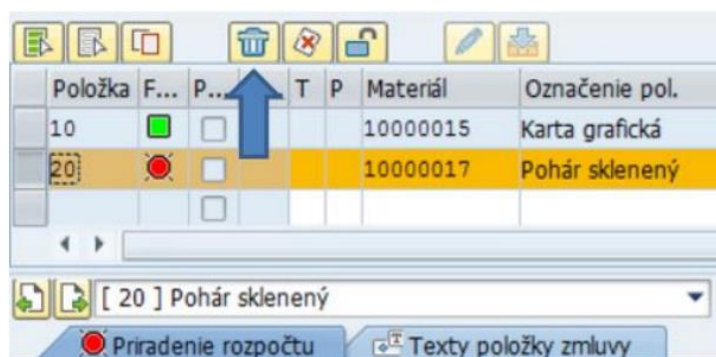 Položka F... P... T P Materiál Označenie pol.
10 10000015 Karta grafická
20 10000017 Pohár sklenený
[ 20 ] Pohár sklenený
Priradenie rozpočtu Texty položky zmluvy